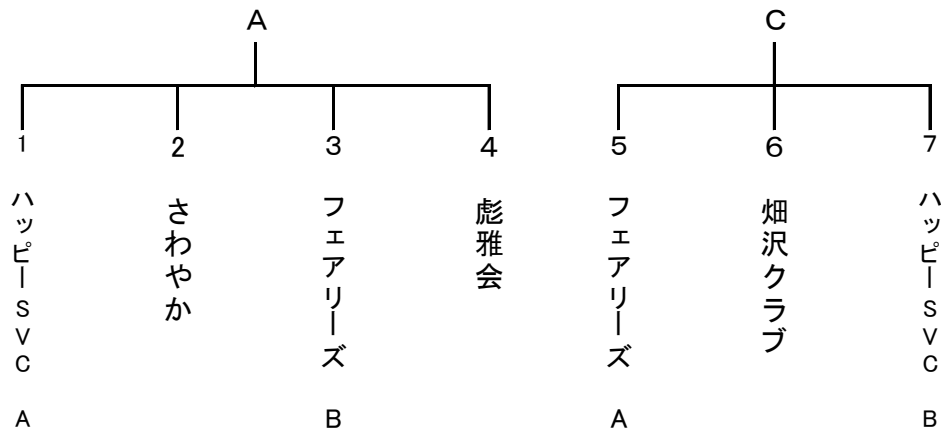 A
C
1
2
3
4
5
6
7
ハッピーSVC A
さわやか
フェアリーズ B
彪雅会
フェアリーズ A
畑沢クラブ
ハッピーSVC B